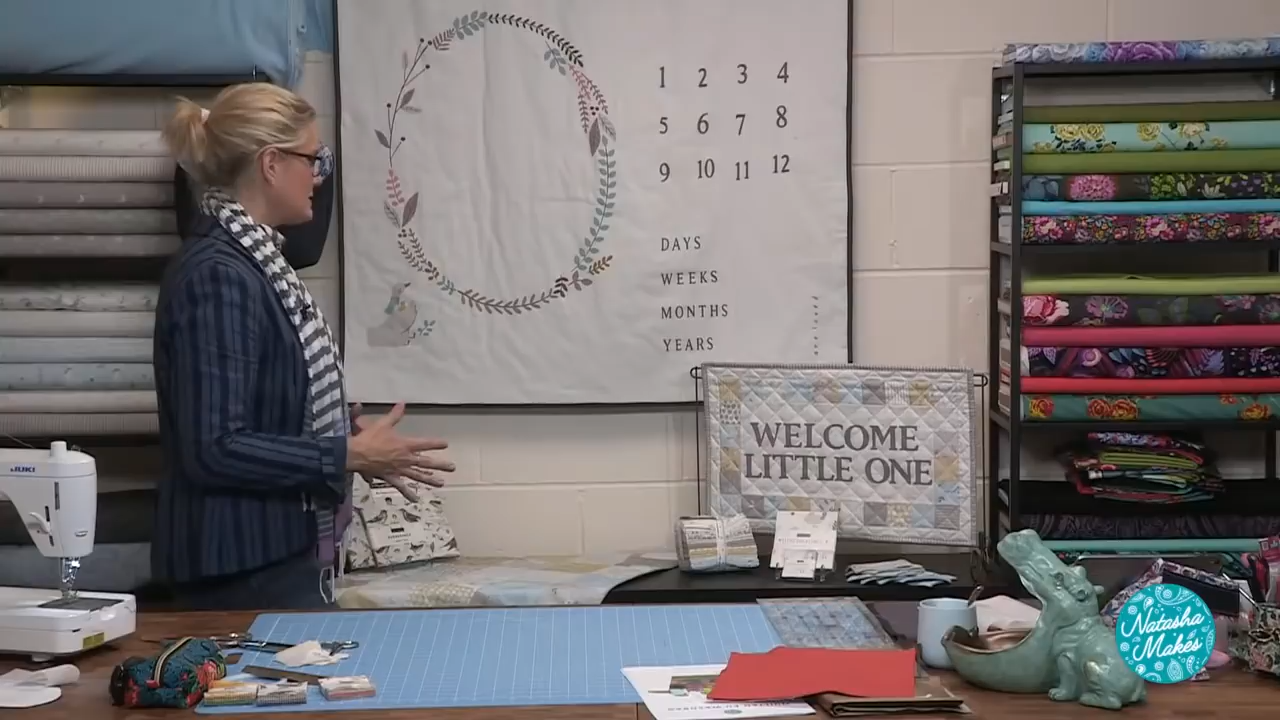 1 2 3 4
5 6 7 8
9 10 11 12
DAYS
WEEKS
MONTHS
YEARS
WELCOME
LITTLE ONE
JUKI
Natasha
Makes